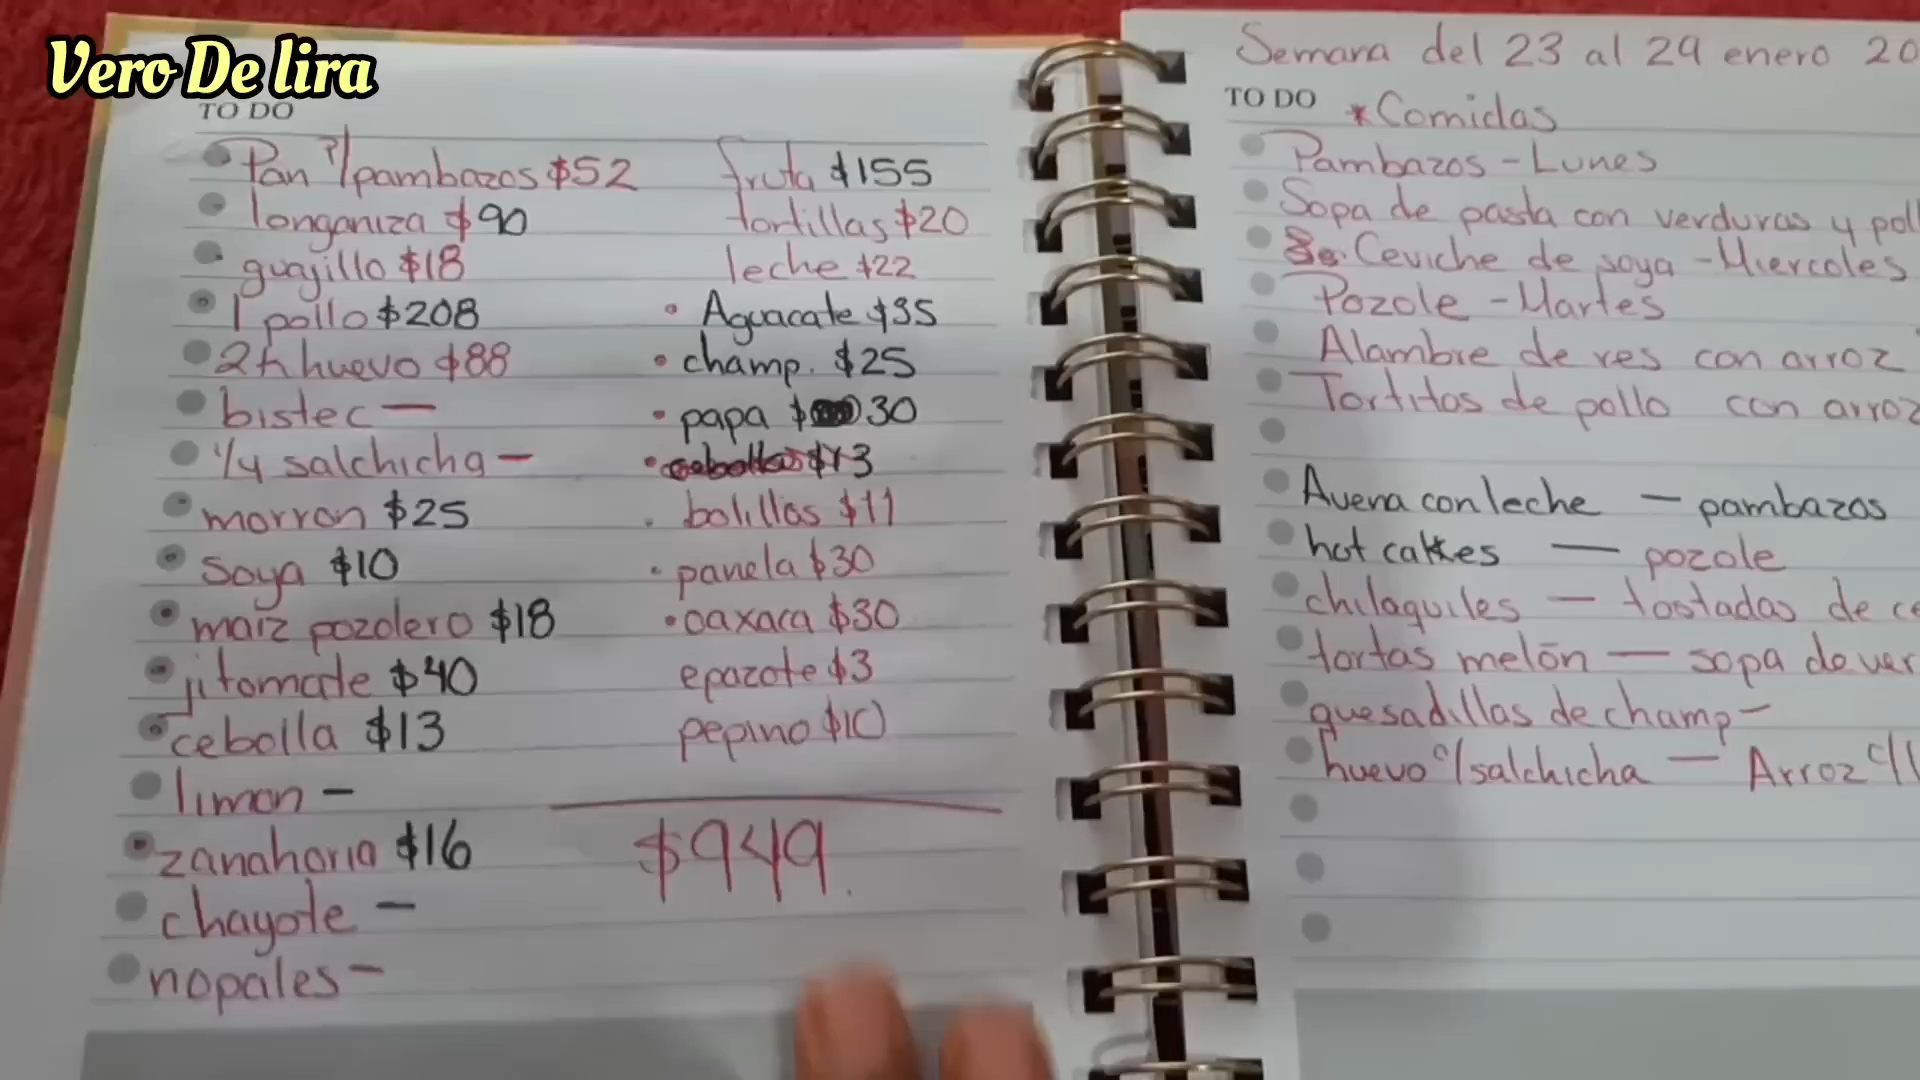 Vero De lira
TO DO
Pan p/pambazos $52
longaniza $90
guajillo $18
1 pollo $208
2k huevo $88
bistec —
1/4 salchicha —
morron $25
soya $10
maiz pozolero $18
jitomate $40
cebolla $13
limon —
zanahoria $16
chayote —
nopales —
fruta $155
tortillas $20
leche $22
Aguacate $35
champ. $25
papa $ 30
cebollas $13
bolillos $11
panela $30
oaxaca $30
epazote $3
pepino $10
$949.
Semana del 23 al 29 enero 20
TO DO *Comidas
Pambazos - Lunes
Sopa de pasta con verduras y poll
Ceviche de soya - Miercoles
Pozole - Martes
Alambre de res con arroz
Tortitas de pollo con arroz
Avena con leche — pambazos
hot cakes — pozole
chilaquiles — tostadas de ce
tortas melón — sopa de ver
quesadillas de champ —
huevo c/salchicha — Arroz c/